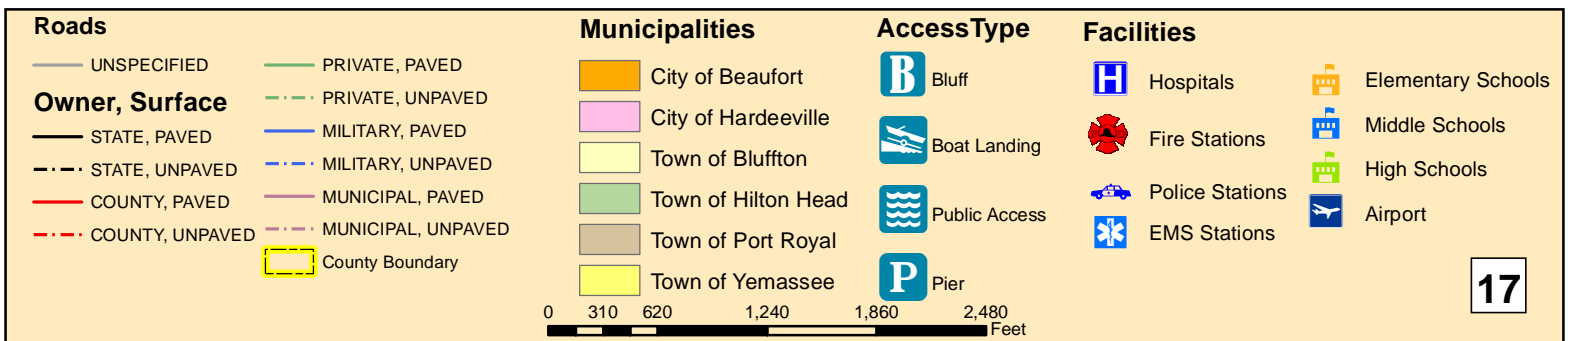 Roads
UNSPECIFIED
Owner, Surface
STATE, PAVED
STATE, UNPAVED
COUNTY, PAVED
COUNTY, UNPAVED
PRIVATE, PAVED
PRIVATE, UNPAVED
MILITARY, PAVED
MILITARY, UNPAVED
MUNICIPAL, PAVED
MUNICIPAL, UNPAVED
County Boundary
Municipalities
City of Beaufort
City of Hardeeville
Town of Bluffton
Town of Hilton Head
Town of Port Royal
Town of Yemassee
AccessType
B Bluff
Boat Landing
Public Access
P Pier
Facilities
H Hospitals
Fire Stations
Police Stations
EMS Stations
Elementary Schools
Middle Schools
High Schools
Airport
0 310 620 1,240 1,860 2,480
Feet
17